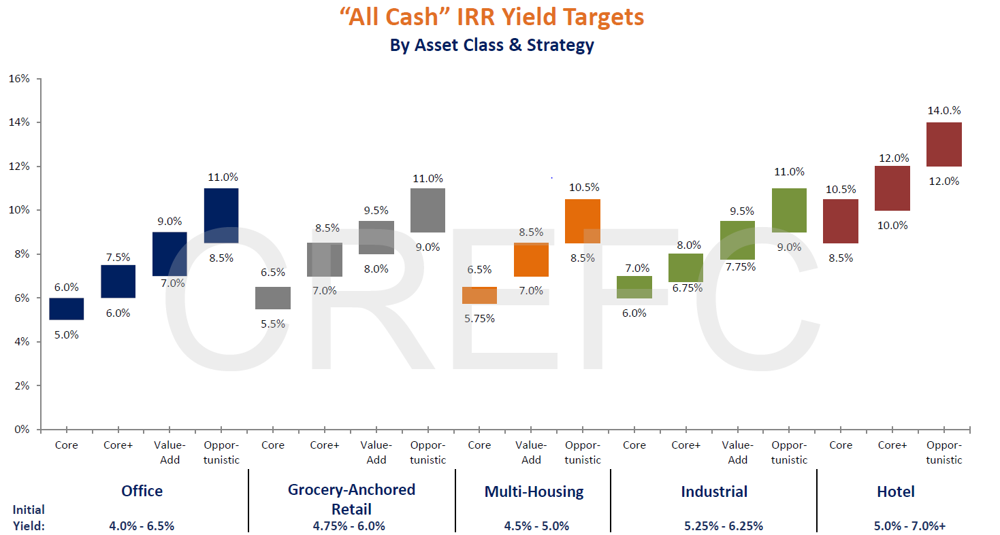 “All Cash” IRR Yield Targets
By Asset Class & Strategy
16%
14%
12%
10%
8%
6%
4%
2%
0%
6.0%
5.0%
7.5%
6.0%
9.0%
7.0%
11.0%
8.5%
6.5%
5.5%
8.5%
7.0%
9.5%
8.0%
11.0%
9.0%
6.5%
5.75%
8.5%
7.0%
10.5%
8.5%
7.0%
6.0%
8.0%
6.75%
9.5%
7.75%
11.0%
9.0%
10.5%
8.5%
12.0%
10.0%
14.0.%
12.0%
CREFC
Core
Core+
Value-
Add
Oppor-
tunistic
Core
Core+
Value-
Add
Oppor-
tunistic
Core
Value-
Add
Oppor-
tunistic
Core
Core+
Value-
Add
Oppor-
tunistic
Core
Core+
Oppor-
tunistic
Office
Grocery-Anchored
Retail
Multi-Housing
Industrial
Hotel
Initial
Yield:
4.0% - 6.5%
4.75% - 6.0%
4.5% - 5.0%
5.25% - 6.25%
5.0% - 7.0%+